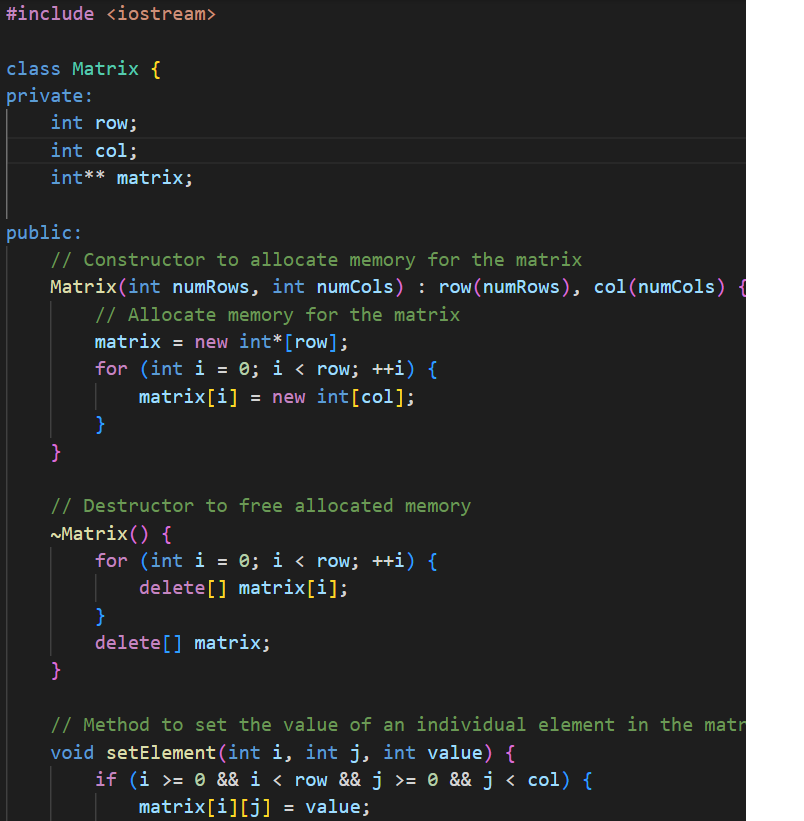 #include <iostream>

class Matrix {
private:
    int row;
    int col;
    int** matrix;

public:
    // Constructor to allocate memory for the matrix
    Matrix(int numRows, int numCols) : row(numRows), col(numCols) {
        // Allocate memory for the matrix
        matrix = new int*[row];
        for (int i = 0; i < row; ++i) {
            matrix[i] = new int[col];
        }
    }

    // Destructor to free allocated memory
    ~Matrix() {
        for (int i = 0; i < row; ++i) {
            delete[] matrix[i];
        }
        delete[] matrix;
    }

    // Method to set the value of an individual element in the matr
    void setElement(int i, int j, int value) {
        if (i >= 0 && i < row && j >= 0 && j < col) {
            matrix[i][j] = value;